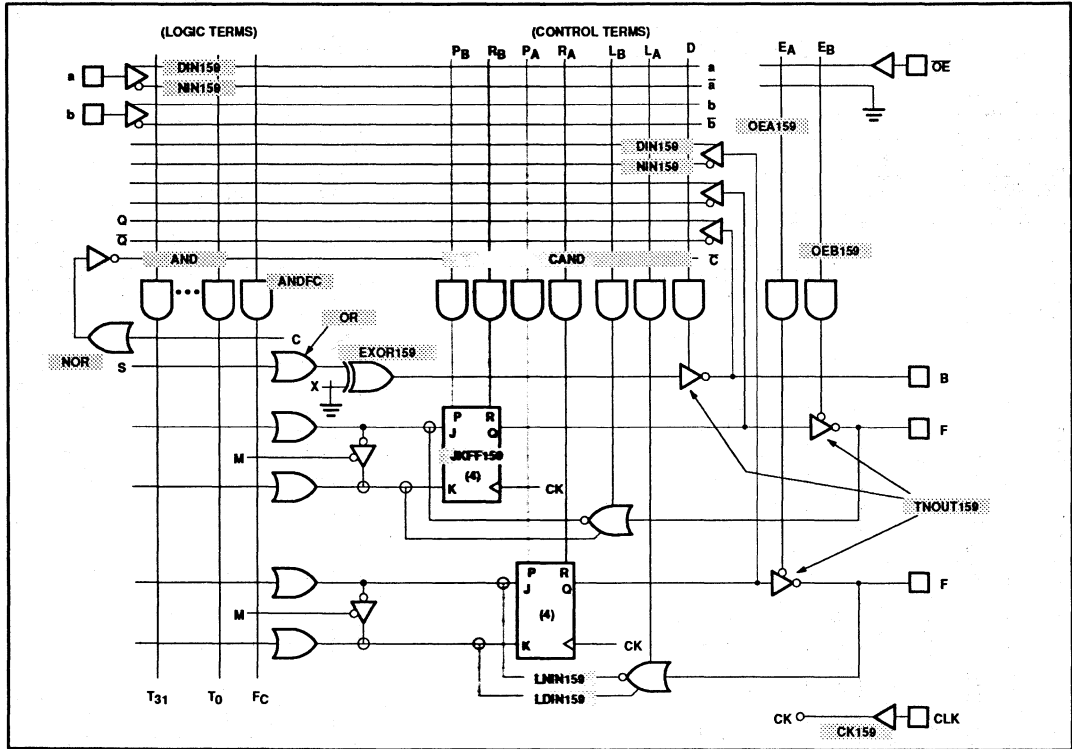 (LOGIC TERMS)
(CONTROL TERMS)
PB RB PA RA LB LA D EA EB
a
DIN159
a
OE
NIN159
a
b
b
b
OEA159
DIN159
NIN159
Q
Q
OEB159
AND
CAND
C
ANDFC
OR
C
NOR
S
EXOR159
X
B
P R
J Q
F
M
JKFF159
(4)
K
CK
TNOUT159
P R
J Q
F
M
(4)
K
CK
LNIN159
LDIN159
T31 T0 FC
CK
CK159
CLK